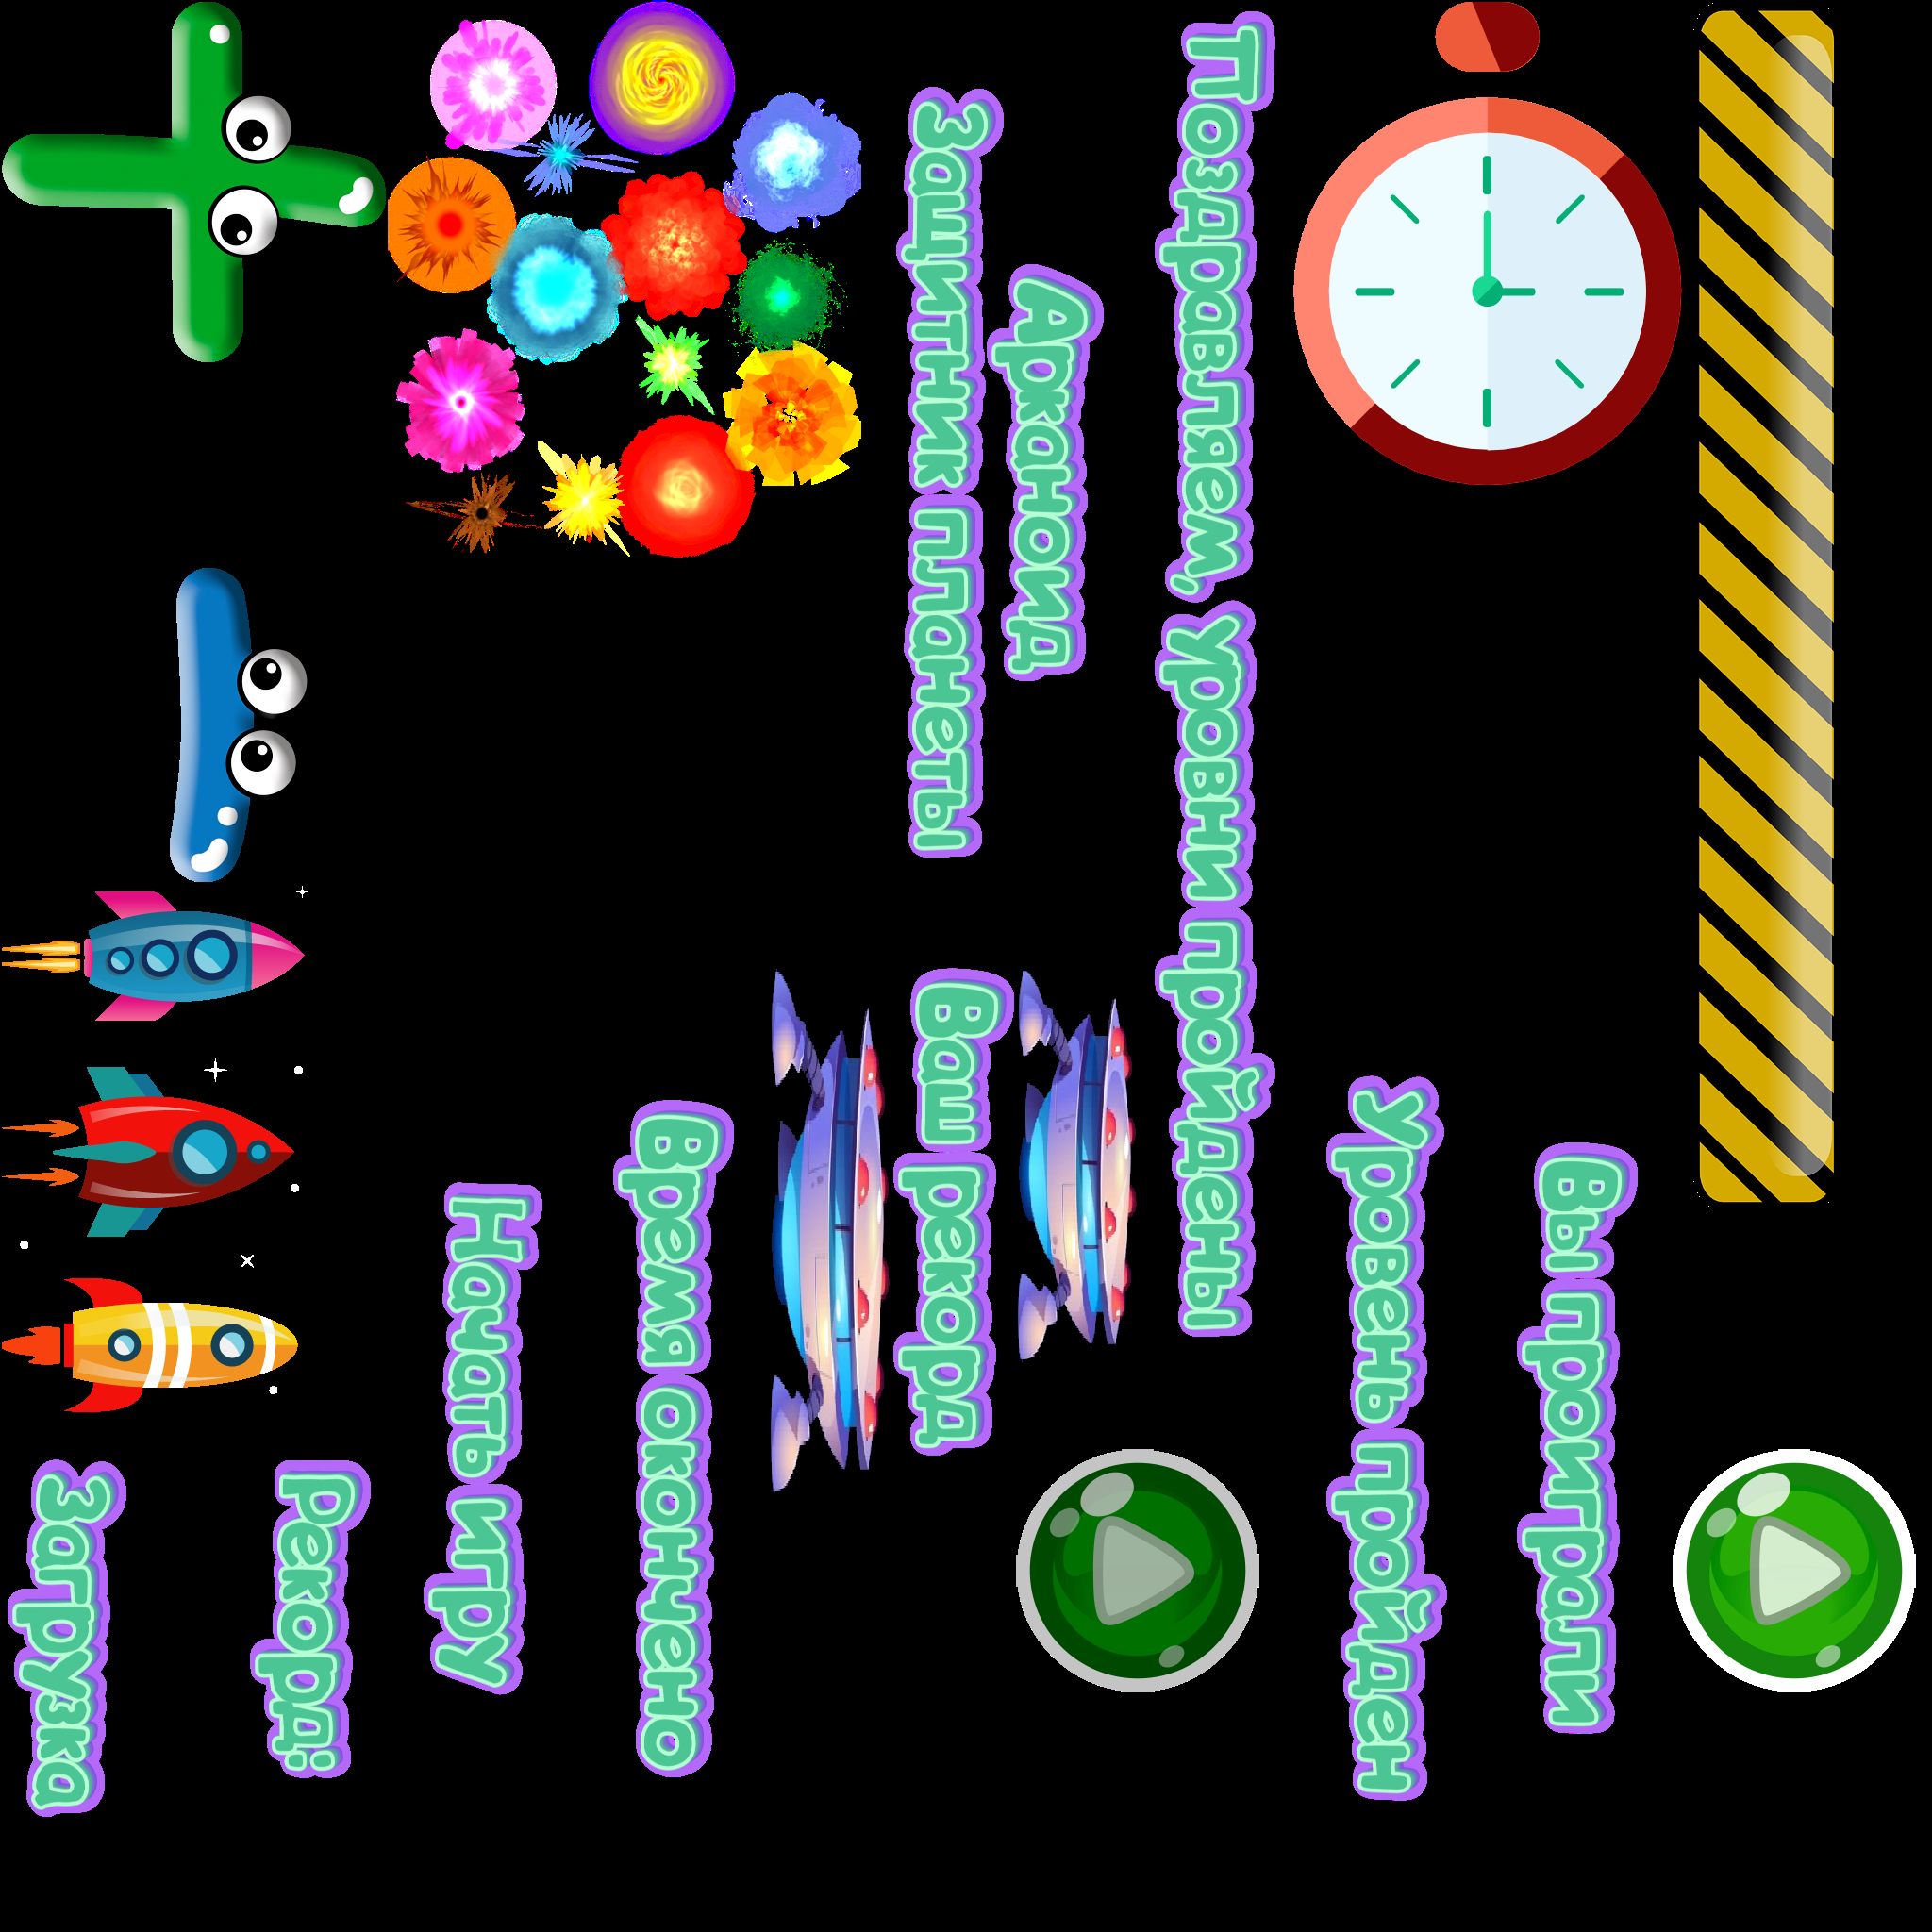 Защитник планеты
Арканоид
Поздравляем, уровни пройдены
Ваш рекорд
Время окончено
Начать игру
Уровень пройден
Вы проиграли
Загрузка
Рекорд: